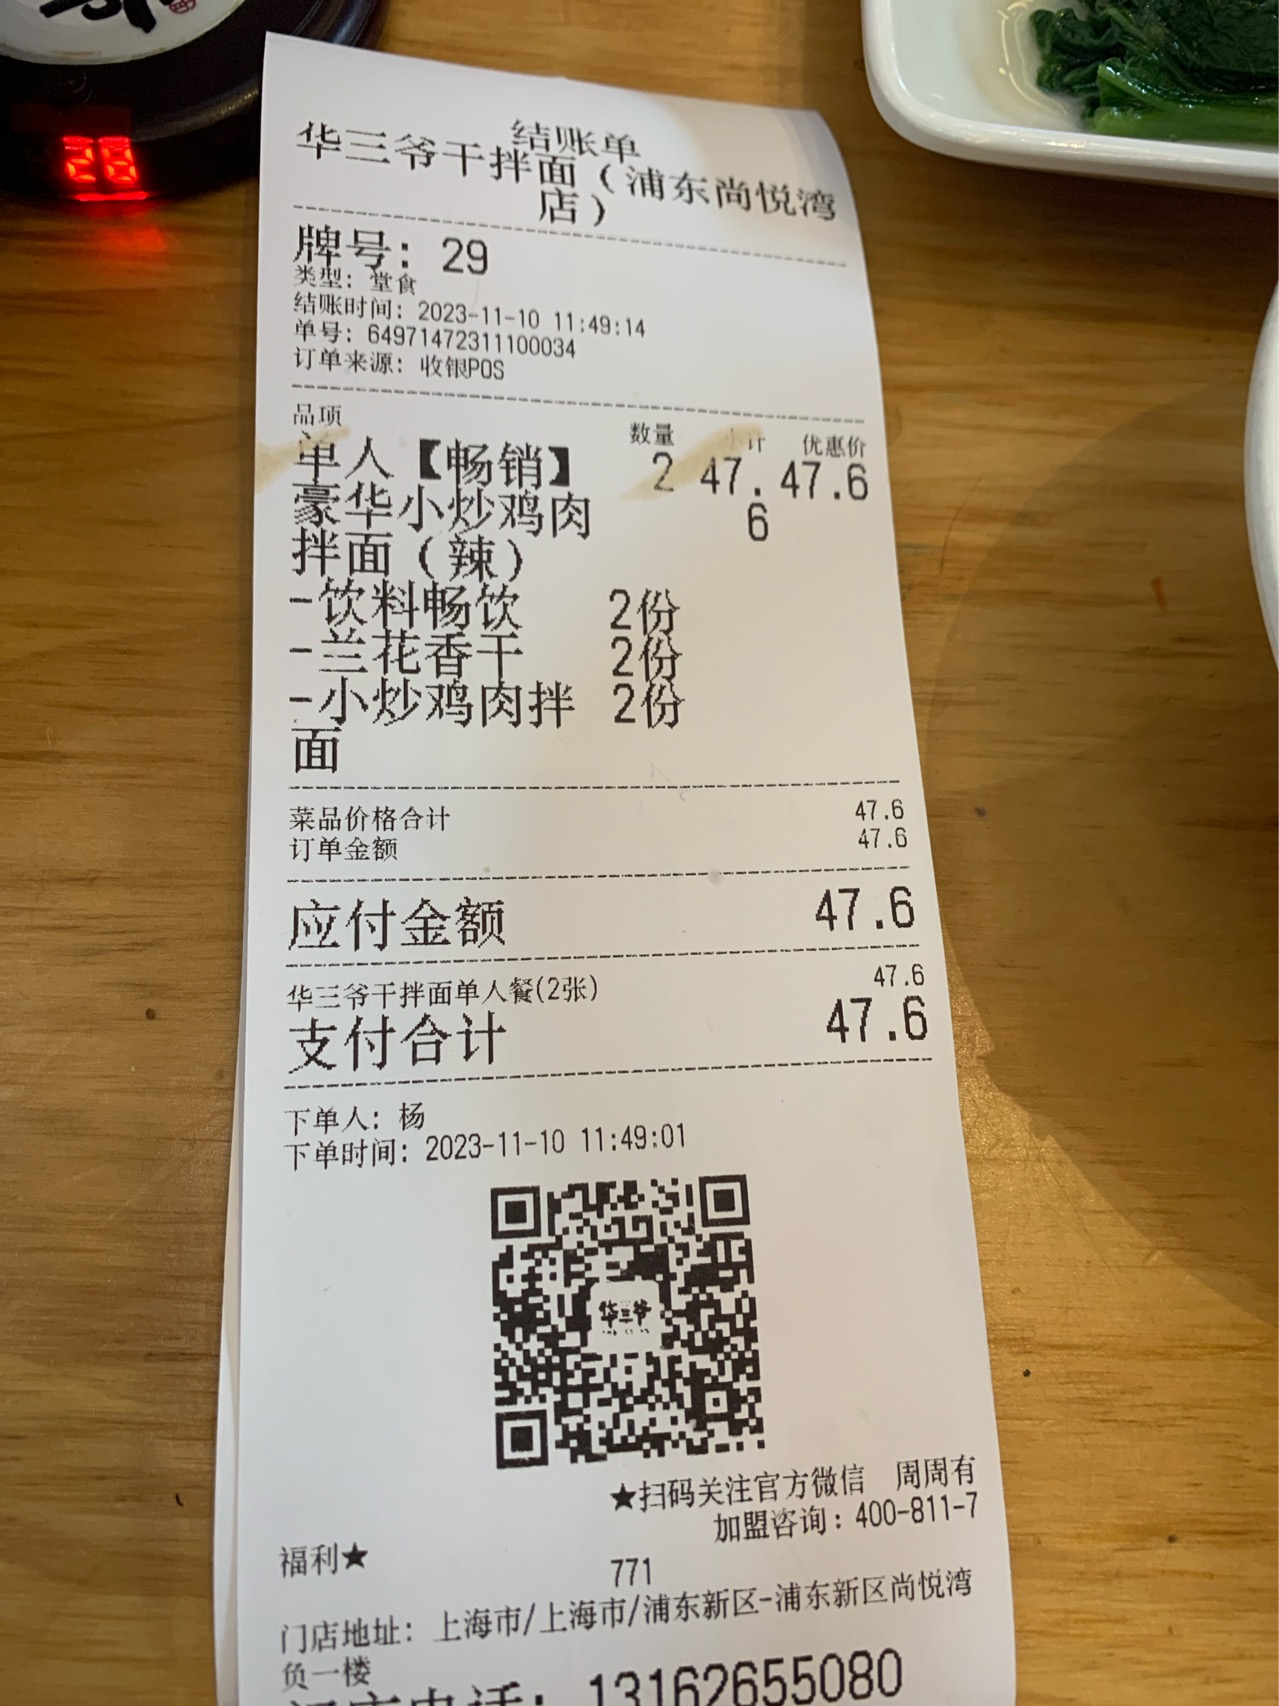 28
结账单
华三爷干拌面（浦东尚悦湾
店）
牌号：29
类型：堂食
结账时间：2023-11-10 11:49:14
单号：64971472311100034
订单来源：收银POS
品项 数量 计 优惠价
单人【畅销】 2 47. 47.6
豪华小炒鸡肉 6
拌面（辣）
-饮料畅饮 2份
-兰花香干 2份
-小炒鸡肉拌 2份
面
菜品价格合计 47.6
订单金额 47.6
应付金额 47.6
华三爷干拌面单人餐(2张) 47.6
支付合计 47.6
下单人：杨
下单时间：2023-11-10 11:49:01
华三爷
★扫码关注官方微信 周周有
福利★
加盟咨询：400-811-7
771
门店地址：上海市/上海市/浦东新区-浦东新区尚悦湾
负一楼
门店电话：13162655080